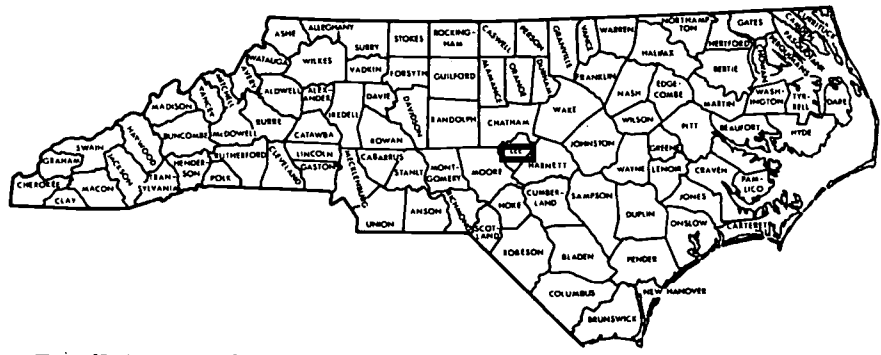 ASHE
ALLEGHANY
SURRY
STOKES
ROCKING-
HAM
CASWELL
PERSON
GRANVILLE
VANCE
WARREN
NORTHAMP-
TON
GATES
HERTFORD
HALIFAX
BERTIE
WATAUGA
WILKES
YADKIN
FORSYTH
GUILFORD
ALAMANCE
ORANGE
DURHAM
FRANKLIN
NASH
EDGE-
COMBE
MARTIN
WASH-
INGTON
TYR-
RELL
DARE
MADISON
YANCEY
MITCHELL
AVERY
ALDWELL
ALEX-
ANDER
IREDELL
DAVIE
DAVIDSON
RANDOLPH
CHATHAM
WAKE
WILSON
PITT
BEAUFORT
HYDE
BUNCOMBE
McDOWELL
BURKE
CATAWBA
ROWAN
SWAIN
HAYWOOD
GRAHAM
CHEROKEE
CLAY
MACON
JACKSON
TRAN-
SYLVANIA
HENDER-
SON
POLK
RUTHERFORD
CLEVELAND
LINCOLN
GASTON
MECKLENBURG
CABARRUS
STANLY
MONT-
GOMERY
MOORE
LEE
HARNETT
JOHNSTON
WAYNE
GREENE
LENOIR
CRAVEN
PAM-
LICO
JONES
CARTERET
UNION
ANSON
RICHMOND
SCOT-
LAND
HOKE
CUMBER-
LAND
SAMPSON
DUPLIN
ONSLOW
ROBESON
BLADEN
PENDER
COLUMBUS
NEW HANOVER
BRUNSWICK